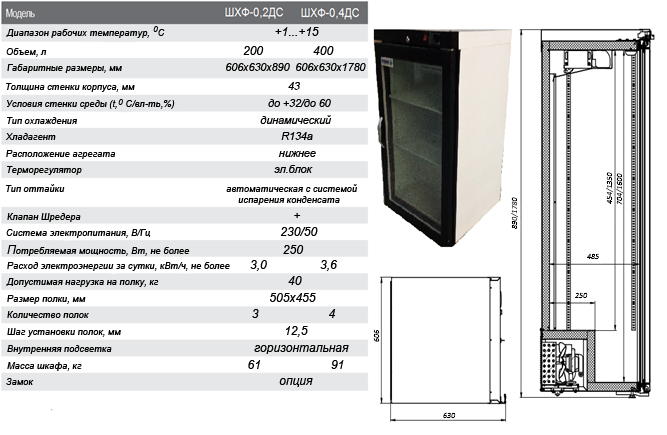 Модель ШХФ-0,2ДС ШХФ-0,4ДС
Диапазон рабочих температур, ⁰С +1...+15
Объем, л 200 400
Габаритные размеры, мм 606х630х890 606х630х1780
Толщина стенки корпуса, мм 43
Условия стенки среды (t,⁰ С/вл-ть,%) до +32/до 60
Тип охлаждения динамический
Хладагент R134a
Расположение агрегата нижнее
Терморегулятор эл.блок
Тип оттайки автоматическая с системой
испарения конденсата
Клапан Шредера +
Система электропитания, В/Гц 230/50
Потребляемая мощность, Вт, не более 250
Расход электроэнергии за сутки, кВт/ч, не более 3,0 3,6
Допустимая нагрузка на полку, кг 40
Размер полки, мм 505х455
Количество полок 3 4
Шаг установки полок, мм 12,5
Внутренняя подсветка горизонтальная
Масса шкафа, кг 61 91
Замок опция
606
630
890/1780
454/1350
704/1600
485
250